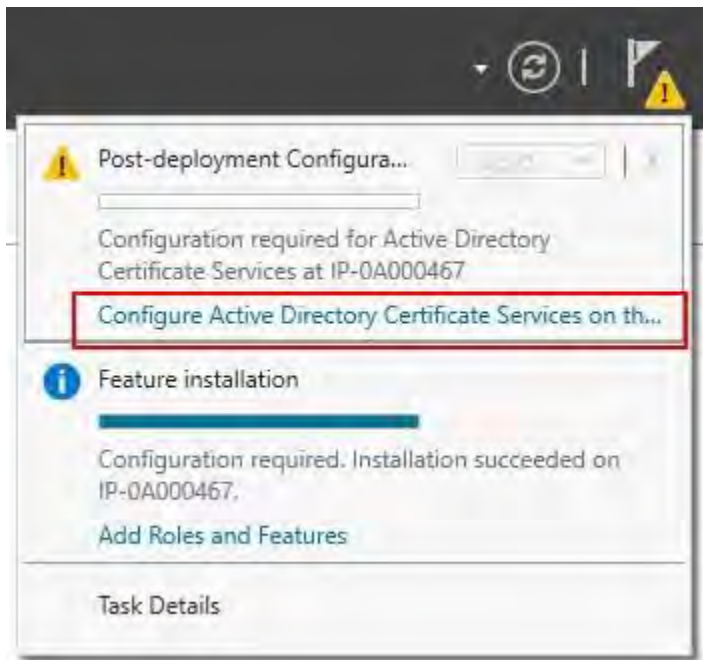 Post-deployment Configura...
Configuration required for Active Directory
Certificate Services at IP-0A000467
Configure Active Directory Certificate Services on th...
Feature installation
Configuration required. Installation succeeded on
IP-0A000467.
Add Roles and Features
Task Details